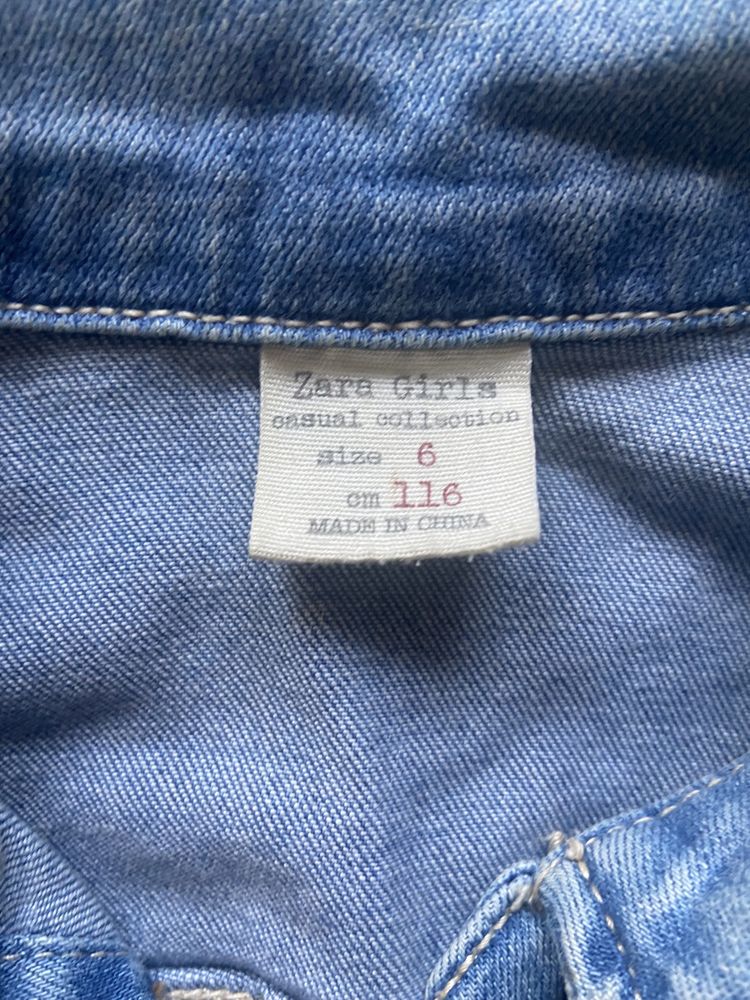 Zara Girls
casual collection
size 6
cm 116
MADE IN CHINA